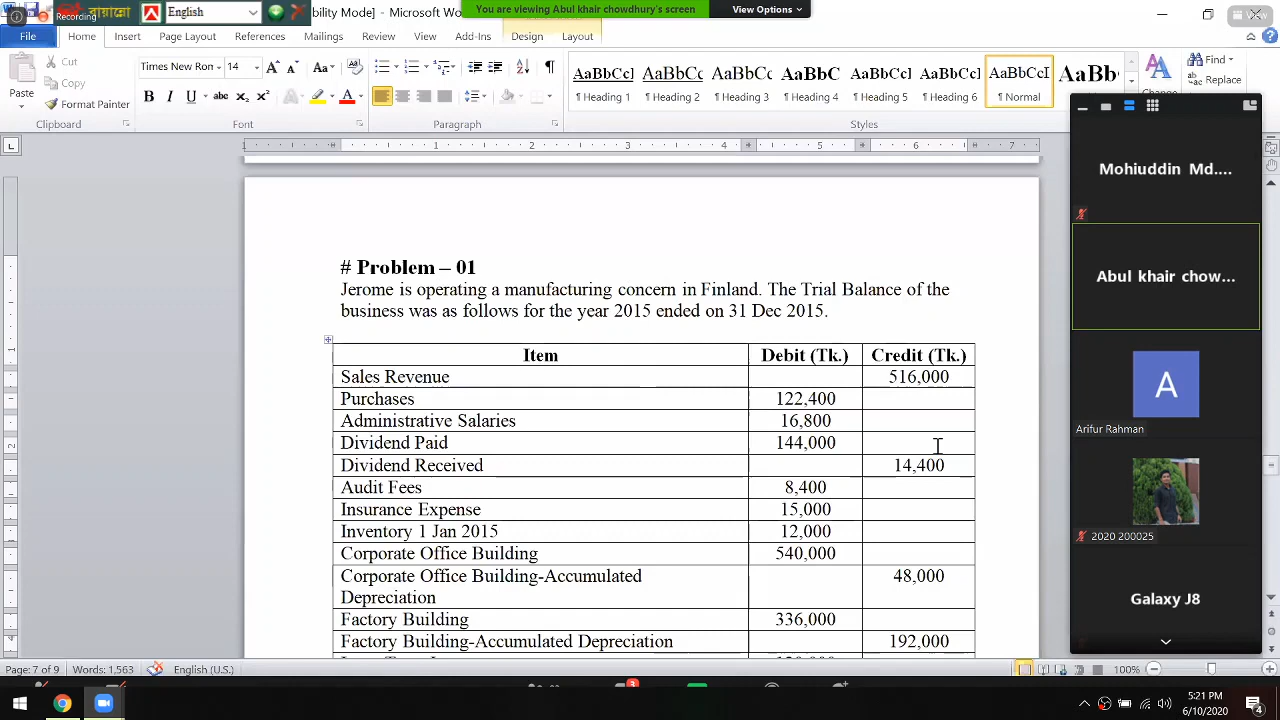 Recording
বায়ান্নো
English
bility Mode] - Microsoft Wor
You are viewing Abul khair chowdhury's screen
View Options
View
File
Home
Insert
Page Layout
References
Mailings
Review
View
Add-Ins
Design
Layout
Paste
Cut
Copy
Format Painter
Clipboard
Times New Ron
14
Font
Paragraph
AaBbCcI
¶ Heading 1
AaBbCcI
¶ Heading 2
AaBbCcI
¶ Heading 3
AaBbC
¶ Heading 4
AaBbCcI
¶ Heading 5
AaBbCcI
¶ Heading 6
AaBbCcI
¶ Normal
AaBb
Styles
Find
Replace
# Problem – 01
Jerome is operating a manufacturing concern in Finland. The Trial Balance of the
business was as follows for the year 2015 ended on 31 Dec 2015.
Item Debit (Tk.) Credit (Tk.)
Sales Revenue 516,000
Purchases 122,400
Administrative Salaries 16,800
Dividend Paid 144,000
Dividend Received 14,400
Audit Fees 8,400
Insurance Expense 15,000
Inventory 1 Jan 2015 12,000
Corporate Office Building 540,000
Corporate Office Building-Accumulated
Depreciation 48,000
Factory Building 336,000
Factory Building-Accumulated Depreciation 192,000
Mohiuddin Md....
Abul khair chow...
A
Arifur Rahman
2020 200025
Galaxy J8
Page: 7 of 9
Words: 1,563
English (U.S.)
100%
3
5:21 PM
6/10/2020
4